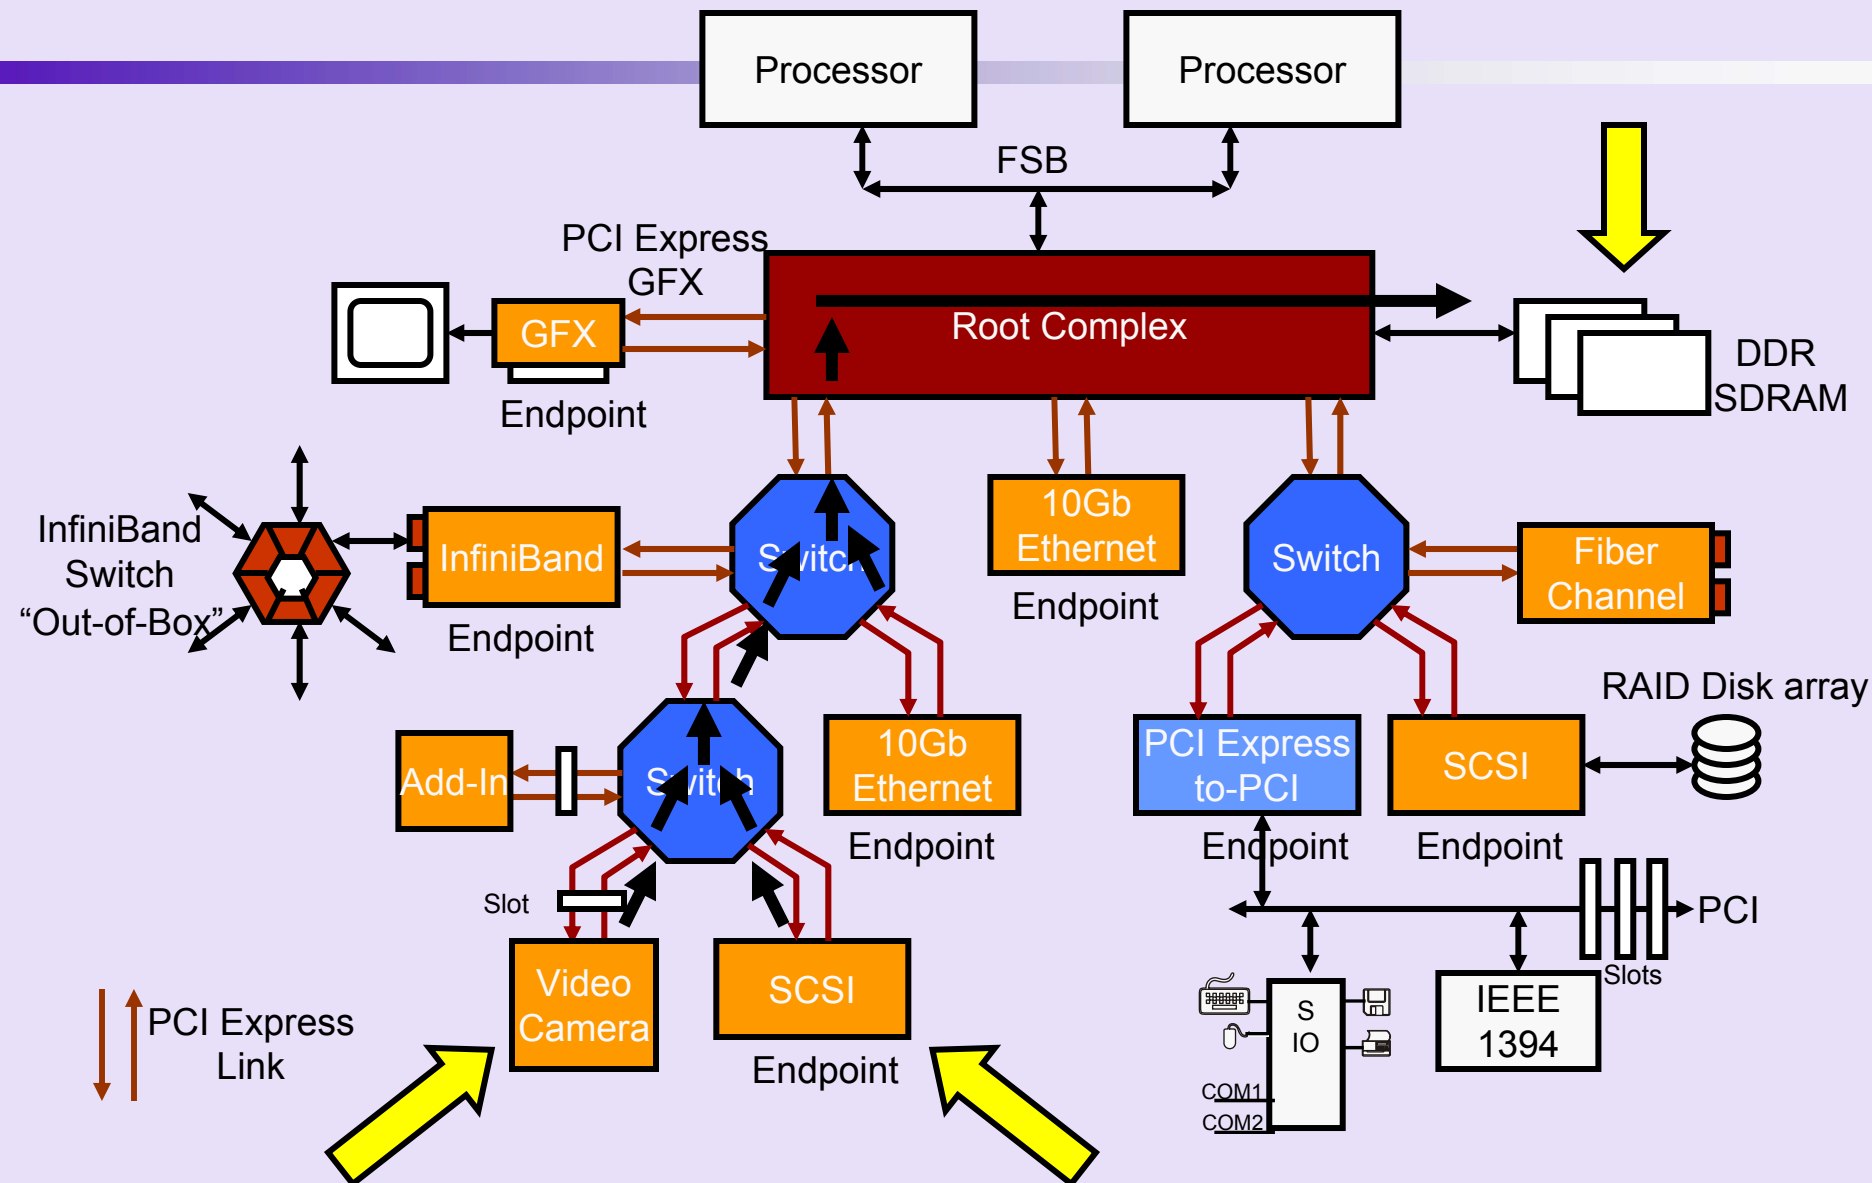 Processor
Processor
FSB
PCI Express
GFX
GFX
Endpoint
Root Complex
DDR
SDRAM
InfiniBand
Switch
“Out-of-Box”
InfiniBand
Endpoint
Switch
10Gb
Ethernet
Endpoint
Switch
Fiber
Channel
RAID Disk array
Add-In
Switch
10Gb
Ethernet
Endpoint
PCI Express
to-PCI
Endpoint
SCSI
Endpoint
Slot
PCI
Slots
Video
Camera
SCSI
Endpoint
S
IO
COM1
COM2
IEEE
1394
PCI Express
Link